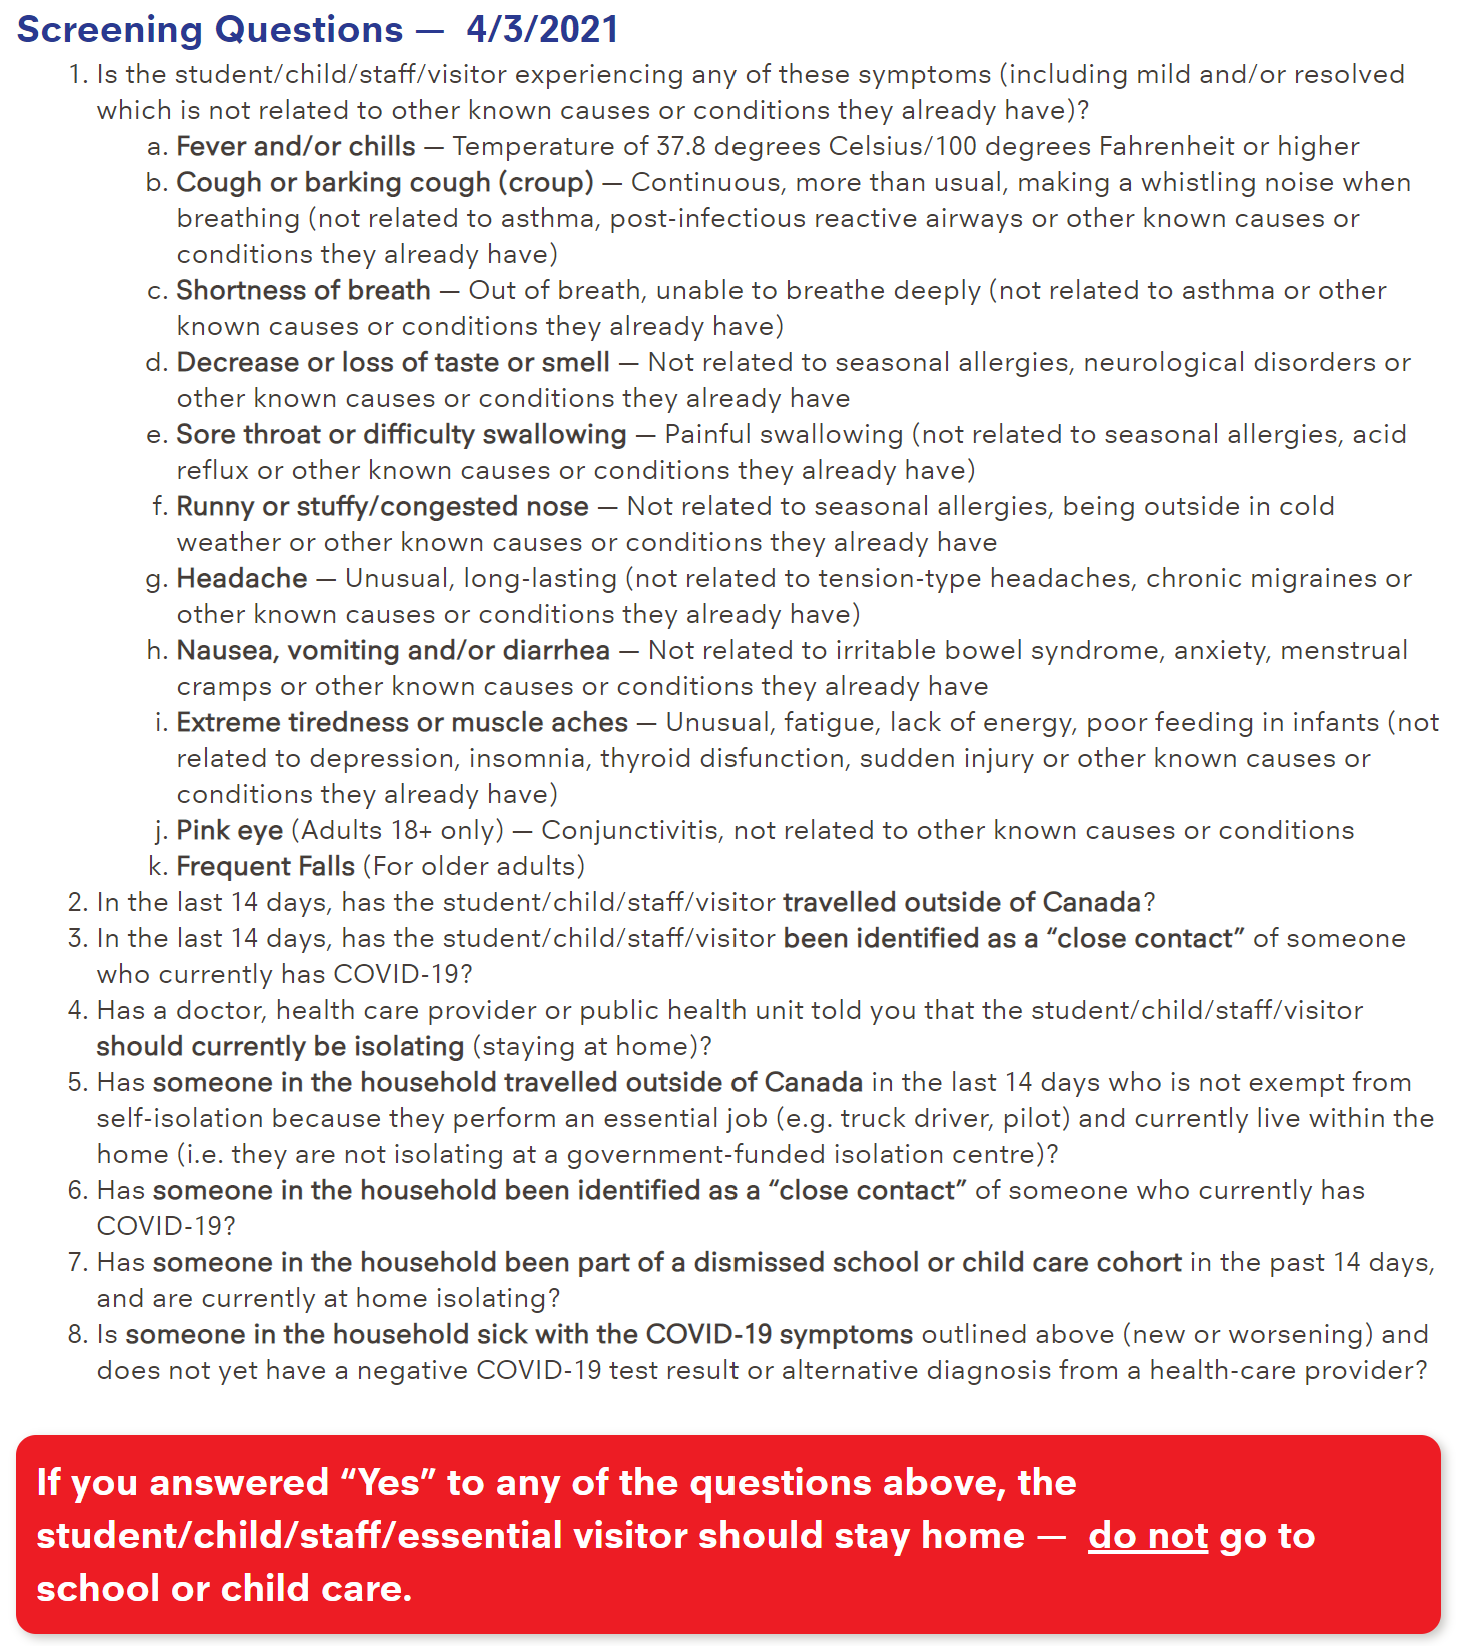 Screening Questions — 4/3/2021
1. Is the student/child/staff/visitor experiencing any of these symptoms (including mild and/or resolved
which is not related to other known causes or conditions they already have)?
a. Fever and/or chills — Temperature of 37.8 degrees Celsius/100 degrees Fahrenheit or higher
b. Cough or barking cough (croup) — Continuous, more than usual, making a whistling noise when
breathing (not related to asthma, post-infectious reactive airways or other known causes or
conditions they already have)
c. Shortness of breath — Out of breath, unable to breathe deeply (not related to asthma or other
known causes or conditions they already have)
d. Decrease or loss of taste or smell — Not related to seasonal allergies, neurological disorders or
other known causes or conditions they already have
e. Sore throat or difficulty swallowing — Painful swallowing (not related to seasonal allergies, acid
reflux or other known causes or conditions they already have)
f. Runny or stuffy/congested nose — Not related to seasonal allergies, being outside in cold
weather or other known causes or conditions they already have
g. Headache — Unusual, long-lasting (not related to tension-type headaches, chronic migraines or
other known causes or conditions they already have)
h. Nausea, vomiting and/or diarrhea — Not related to irritable bowel syndrome, anxiety, menstrual
cramps or other known causes or conditions they already have
i. Extreme tiredness or muscle aches — Unusual, fatigue, lack of energy, poor feeding in infants (not
related to depression, insomnia, thyroid disfunction, sudden injury or other known causes or
conditions they already have)
j. Pink eye (Adults 18+ only) — Conjunctivitis, not related to other known causes or conditions
k. Frequent Falls (For older adults)
2. In the last 14 days, has the student/child/staff/visitor travelled outside of Canada?
3. In the last 14 days, has the student/child/staff/visitor been identified as a “close contact” of someone
who currently has COVID-19?
4. Has a doctor, health care provider or public health unit told you that the student/child/staff/visitor
should currently be isolating (staying at home)?
5. Has someone in the household travelled outside of Canada in the last 14 days who is not exempt from
self-isolation because they perform an essential job (e.g. truck driver, pilot) and currently live within the
home (i.e. they are not isolating at a government-funded isolation centre)?
6. Has someone in the household been identified as a “close contact” of someone who currently has
COVID-19?
7. Has someone in the household been part of a dismissed school or child care cohort in the past 14 days,
and are currently at home isolating?
8. Is someone in the household sick with the COVID-19 symptoms outlined above (new or worsening) and
does not yet have a negative COVID-19 test result or alternative diagnosis from a health-care provider?
If you answered “Yes” to any of the questions above, the
student/child/staff/essential visitor should stay home — do not go to
school or child care.